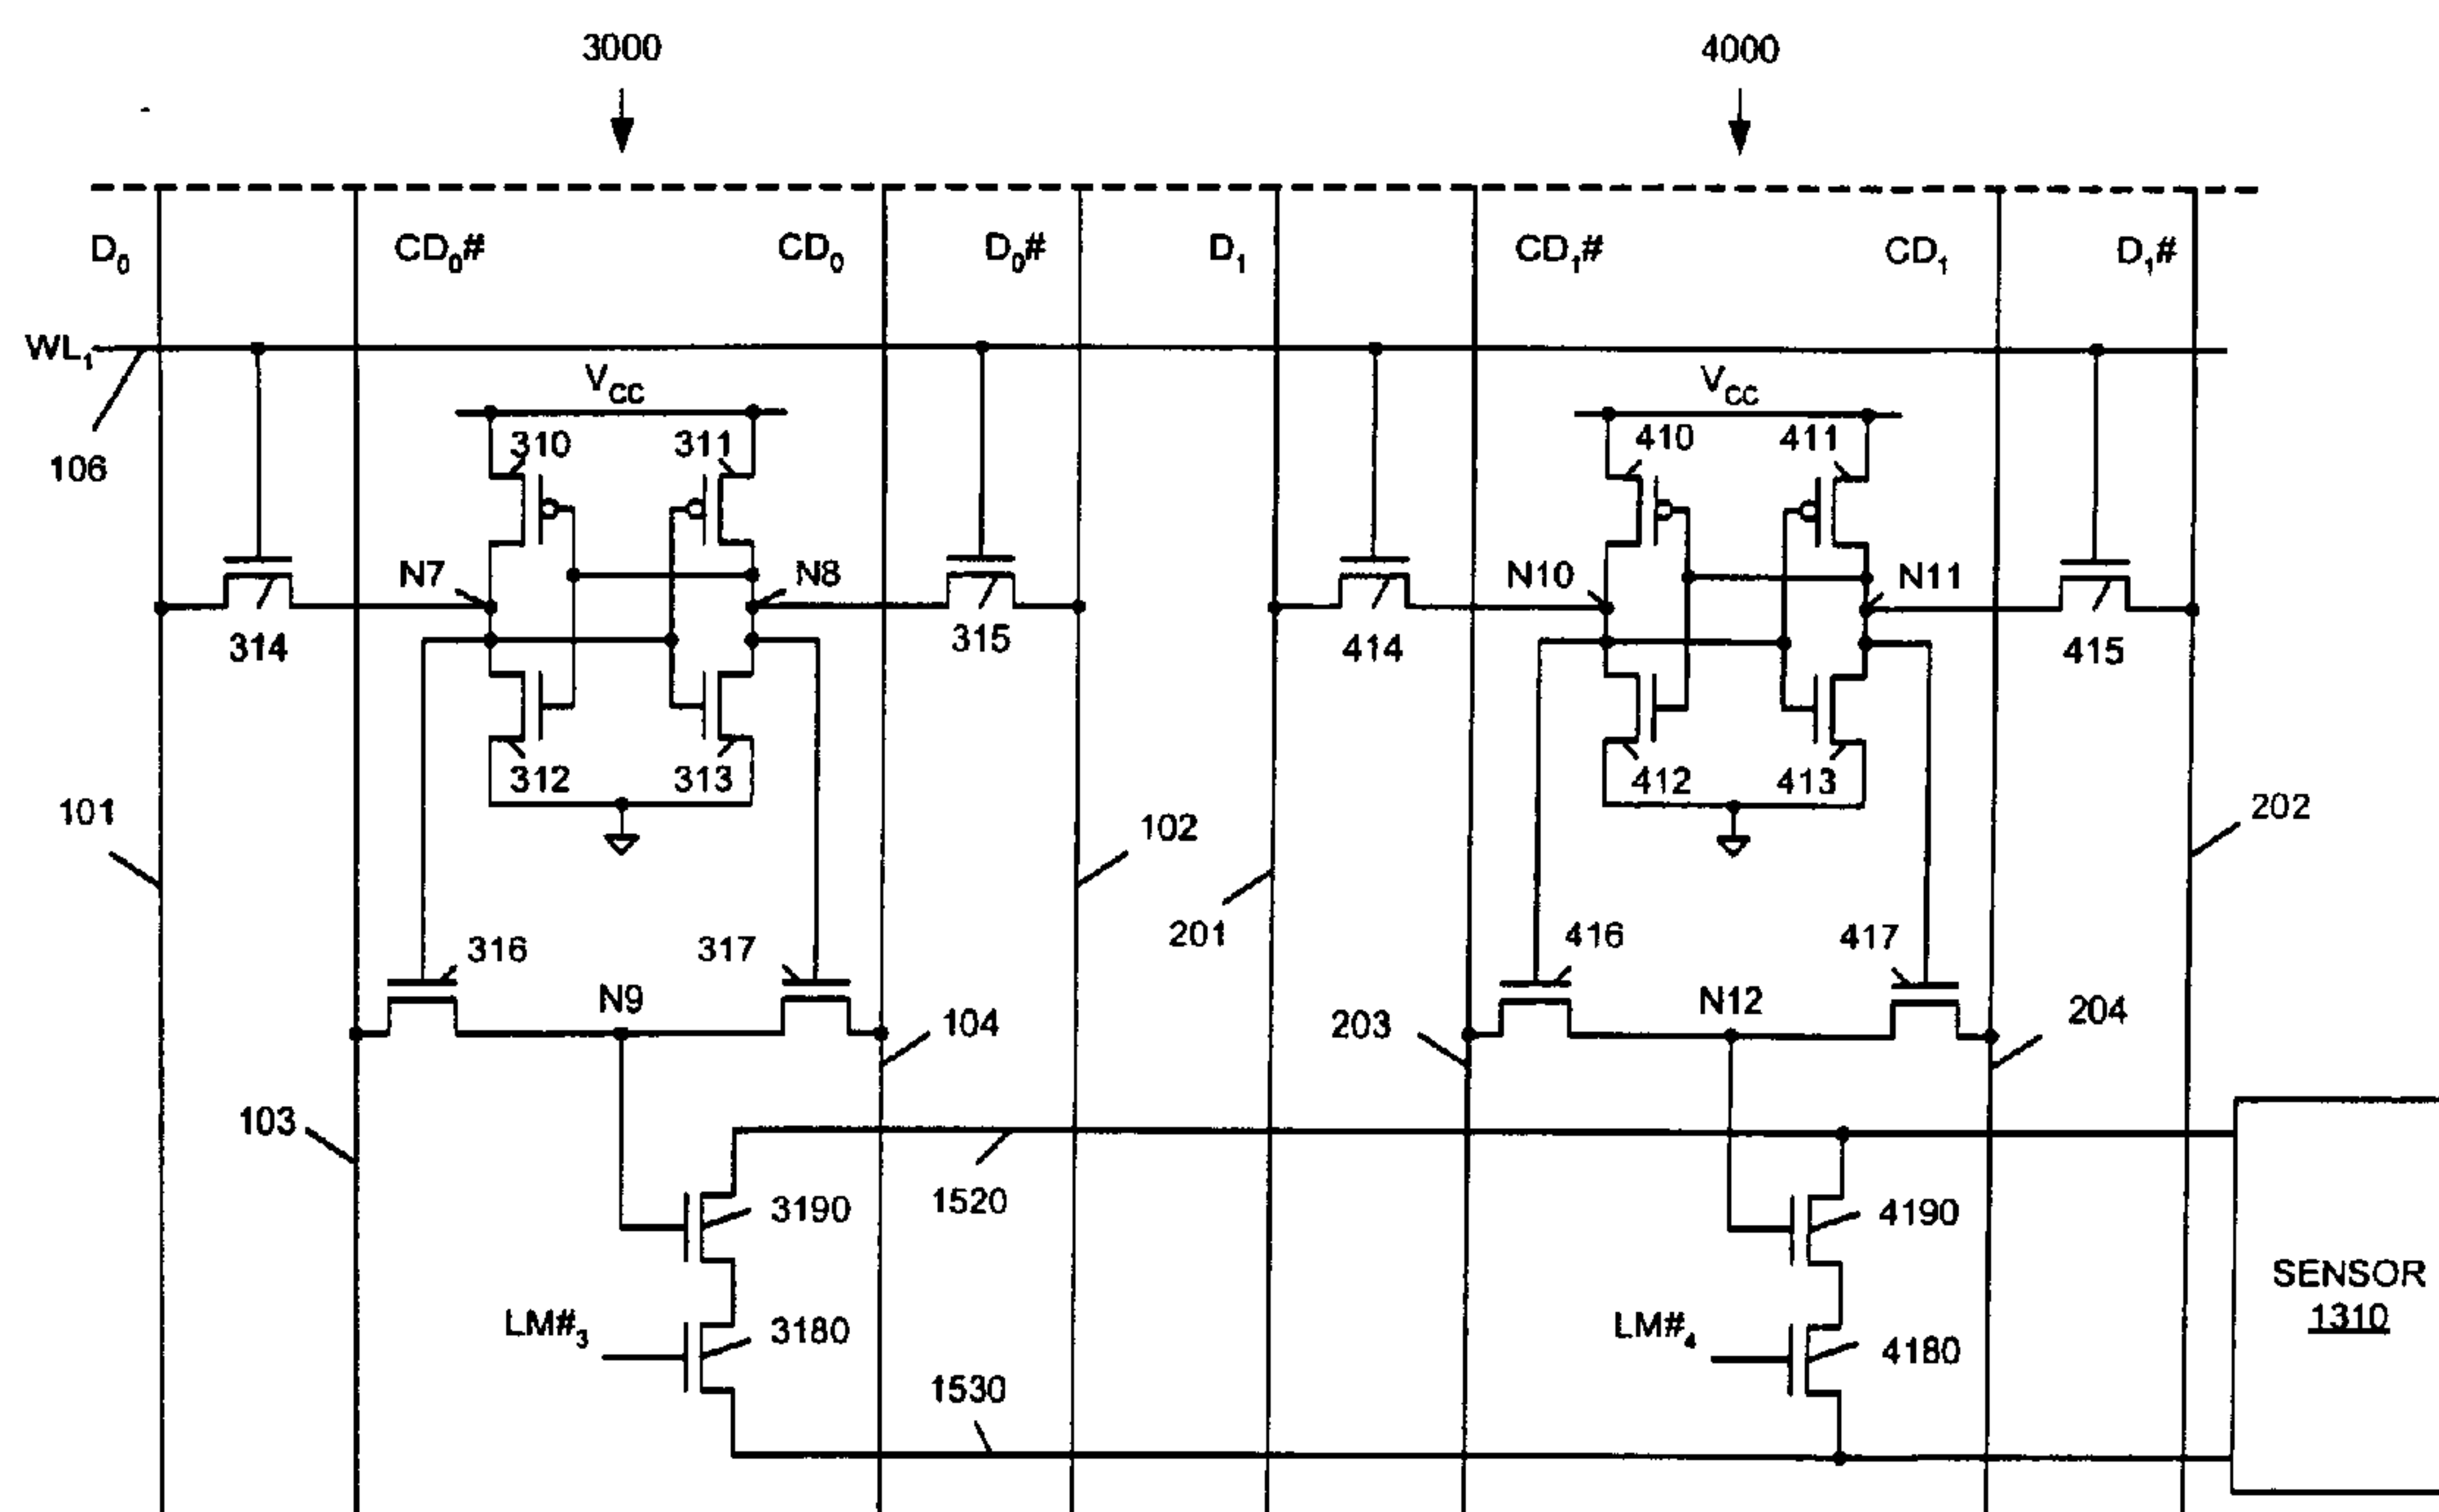 3000
4000
D₀
CD₀#
CD₀
D₀#
D₁
CD₁#
CD₁
D₁#
WL₁
V_CC
V_CC
106
310
311
410
411
N7
N8
N10
N11
314
315
414
415
312
313
412
413
101
102
201
202
316
317
416
417
N9
N12
104
203
204
103
3190
1520
4190
SENSOR
1310
LM#₃
3180
LM#₄
4180
1530